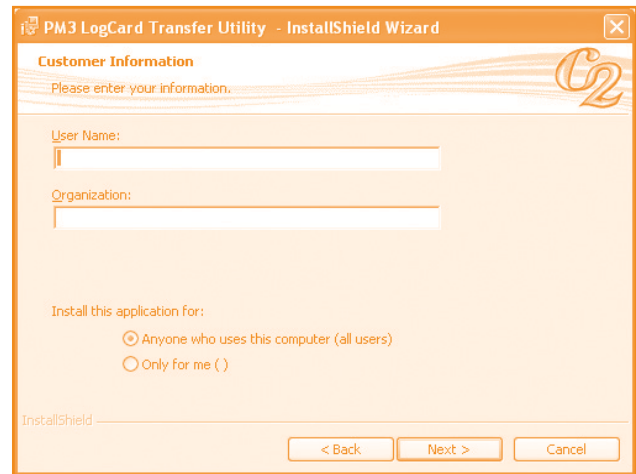 PM3 LogCard Transfer Utility - InstallShield Wizard
Customer Information
Please enter your information.
C2
User Name:
Organization:
Install this application for:
Anyone who uses this computer (all users)
Only for me ( )
InstallShield
< Back Next > Cancel